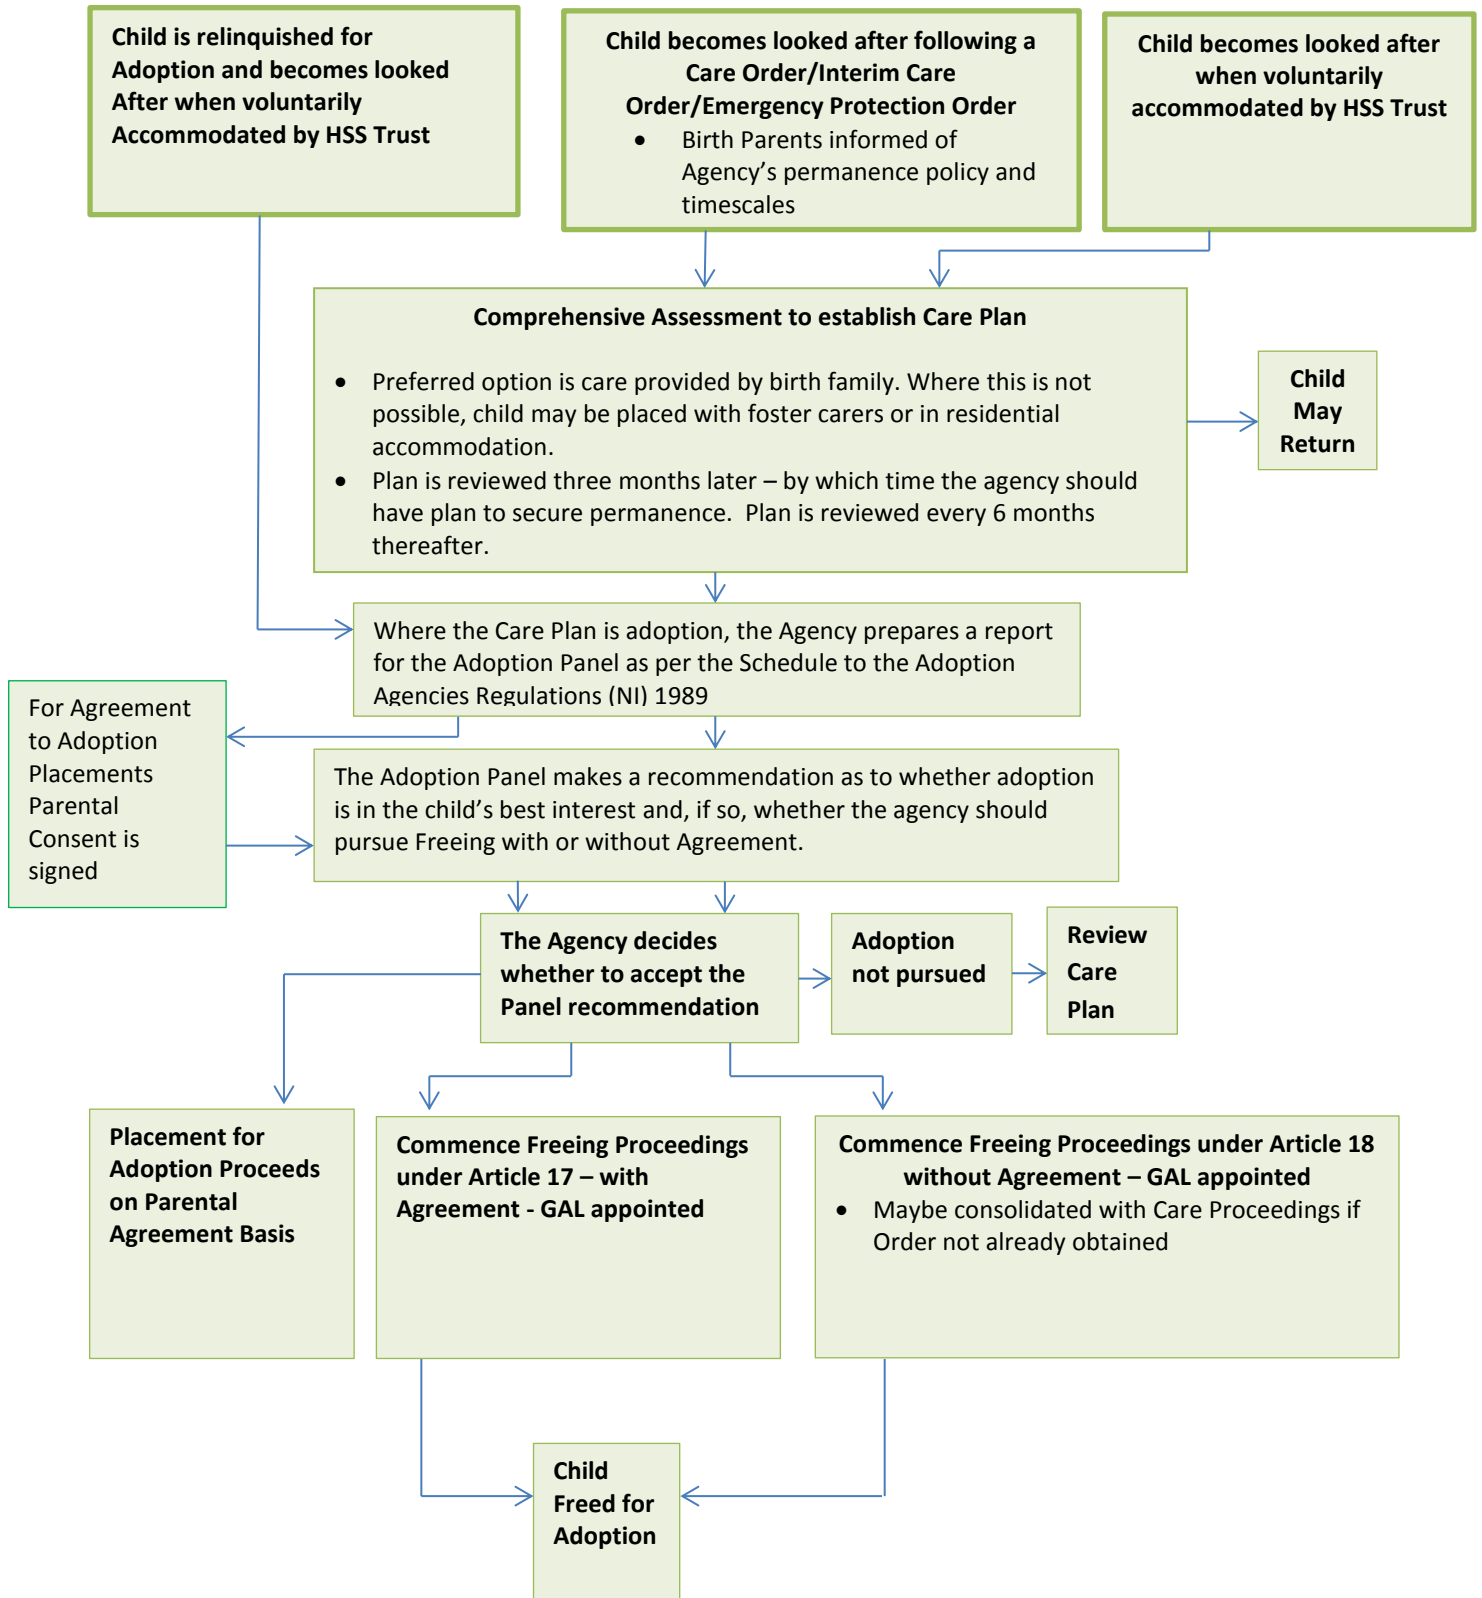 Child is relinquished for
Adoption and becomes looked
After when voluntarily
Accommodated by HSS Trust
Child becomes looked after following a
Care Order/Interim Care
Order/Emergency Protection Order
• Birth Parents informed of
Agency's permanence policy and
timescales
Child becomes looked after
when voluntarily
accommodated by HSS Trust
Comprehensive Assessment to establish Care Plan
• Preferred option is care provided by birth family. Where this is not
possible, child may be placed with foster carers or in residential
accommodation.
• Plan is reviewed three months later – by which time the agency should
have plan to secure permanence. Plan is reviewed every 6 months
thereafter.
Child
May
Return
Where the Care Plan is adoption, the Agency prepares a report
for the Adoption Panel as per the Schedule to the Adoption
Agencies Regulations (NI) 1989
For Agreement
to Adoption
Placements
Parental
Consent is
signed
The Adoption Panel makes a recommendation as to whether adoption
is in the child's best interest and, if so, whether the agency should
pursue Freeing with or without Agreement.
The Agency decides
whether to accept the
Panel recommendation
Adoption
not pursued
Review
Care
Plan
Placement for
Adoption Proceeds
on Parental
Agreement Basis
Commence Freeing Proceedings
under Article 17 – with
Agreement - GAL appointed
Commence Freeing Proceedings under Article 18
without Agreement – GAL appointed
• Maybe consolidated with Care Proceedings if
Order not already obtained
Child
Freed for
Adoption